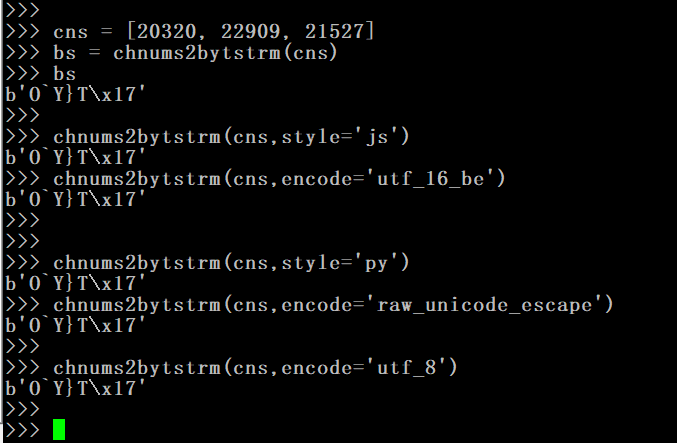 >>>
>>> cns = [20320, 22909, 21527]
>>> bs = chnums2bytstrm(cns)
>>> bs
b'O`Y}T\x17'
>>>
>>> chnums2bytstrm(cns,style='js')
b'O`Y}T\x17'
>>> chnums2bytstrm(cns,encode='utf_16_be')
b'O`Y}T\x17'
>>>
>>>
>>> chnums2bytstrm(cns,style='py')
b'O`Y}T\x17'
>>> chnums2bytstrm(cns,encode='raw_unicode_escape')
b'O`Y}T\x17'
>>>
>>> chnums2bytstrm(cns,encode='utf_8')
b'O`Y}T\x17'
>>>
>>>